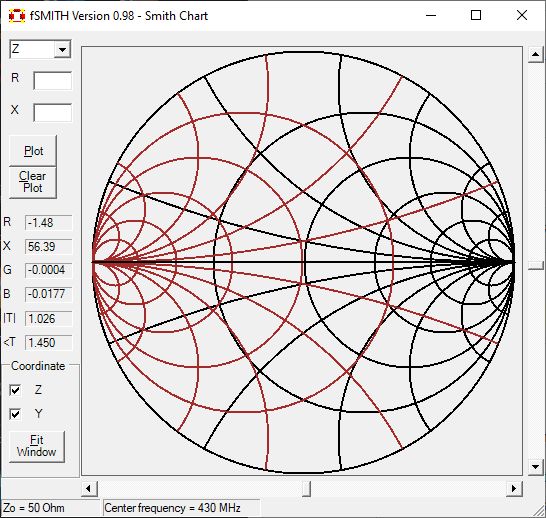 fSMITH Version 0.98 - Smith Chart
Z
R
X
Plot
Clear
Plot
R -1.48
X 56.39
G -0.0004
B -0.0177
|T| 1.026
<T 1.450
Coordinate
Z
Y
Fit
Window
Zo = 50 Ohm Center frequency = 430 MHz